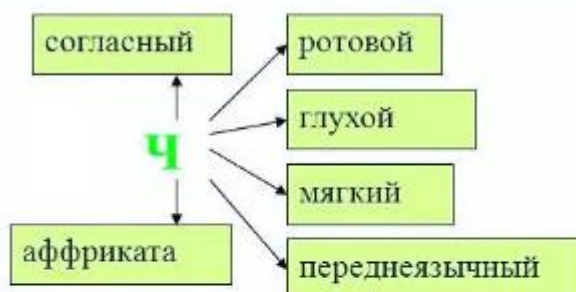 согласный
ротовой
глухой
ч
мягкий
аффриката
переднеязычный